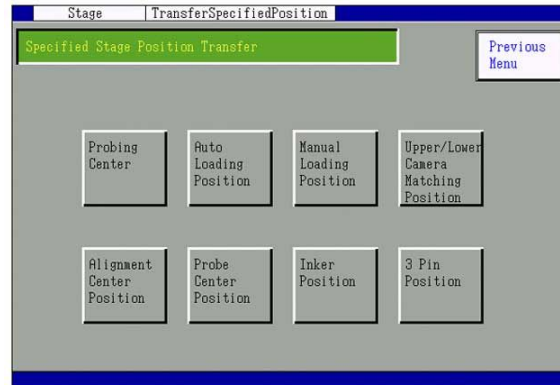 Stage TransferSpecifiedPosition
Specified Stage Position Transfer
Previous
Menu
Probing
Center
Auto
Loading
Position
Manual
Loading
Position
Upper/Lower
Camera
Matching
Position
Alignment
Center
Position
Probe
Center
Position
Inker
Position
3 Pin
Position